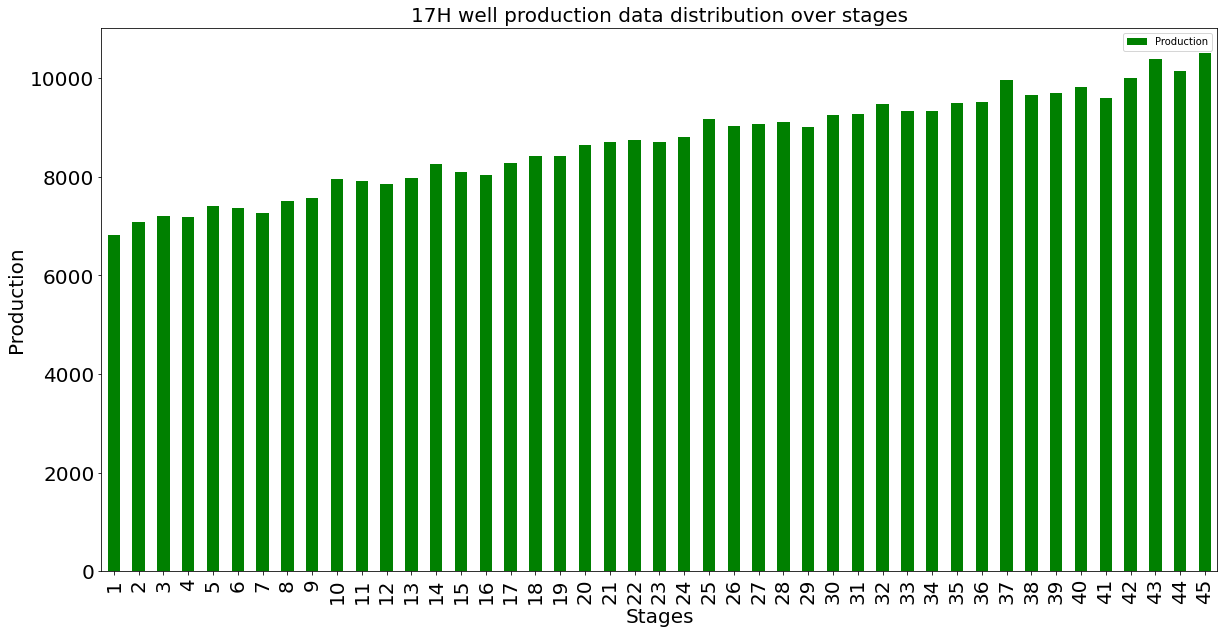 17H well production data distribution over stages
Production
10000
8000
6000
4000
2000
0
Production
1 2 3 4 5 6 7 8 9 10 11 12 13 14 15 16 17 18 19 20 21 22 23 24 25 26 27 28 29 30 31 32 33 34 35 36 37 38 39 40 41 42 43 44 45
Stages